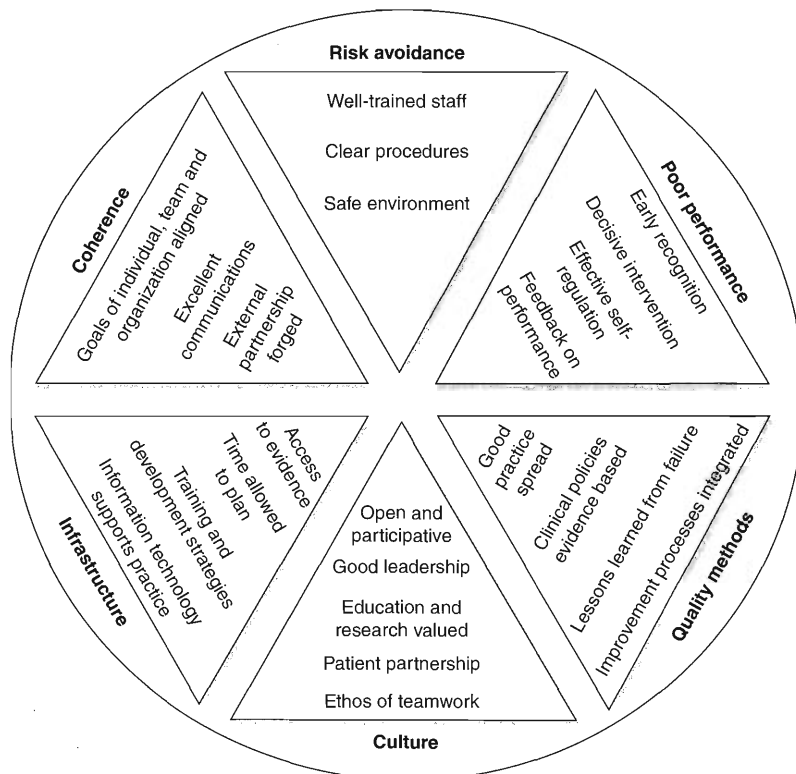 Risk avoidance
Well-trained staff
Clear procedures
Safe environment
Poor performance
Early recognition
Decisive intervention
Effective self-
regulation
Feedback on
performance
Quality methods
Good
practice
spread
Clinical policies
evidence based
Lessons learned from failure
Improvement processes integrated
Culture
Open and
participative
Good leadership
Education and
research valued
Patient partnership
Ethos of teamwork
Infrastructure
Access
to evidence
Time allowed
to plan
Training and
development strategies
Information technology
supports practice
Coherence
Goals of individual, team and
organization aligned
Excellent
communications
External
partnership
forged